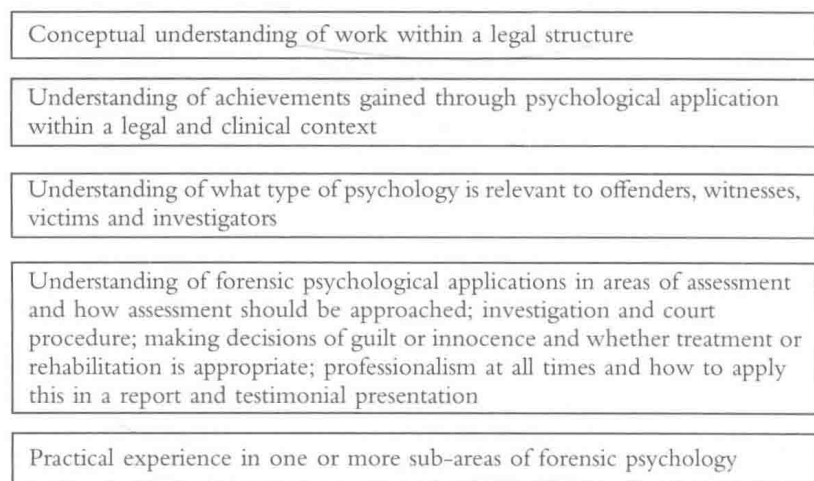 Conceptual understanding of work within a legal structure
Understanding of achievements gained through psychological application
within a legal and clinical context
Understanding of what type of psychology is relevant to offenders, witnesses,
victims and investigators
Understanding of forensic psychological applications in areas of assessment
and how assessment should be approached; investigation and court
procedure; making decisions of guilt or innocence and whether treatment or
rehabilitation is appropriate; professionalism at all times and how to apply
this in a report and testimonial presentation
Practical experience in one or more sub-areas of forensic psychology